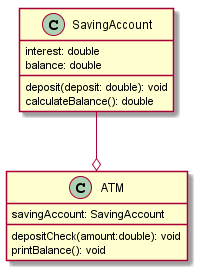 C SavingAccount
interest: double
balance: double
deposit(deposit: double): void
calculateBalance(): double
C ATM
savingAccount: SavingAccount
depositCheck(amount:double): void
printBalance(): void